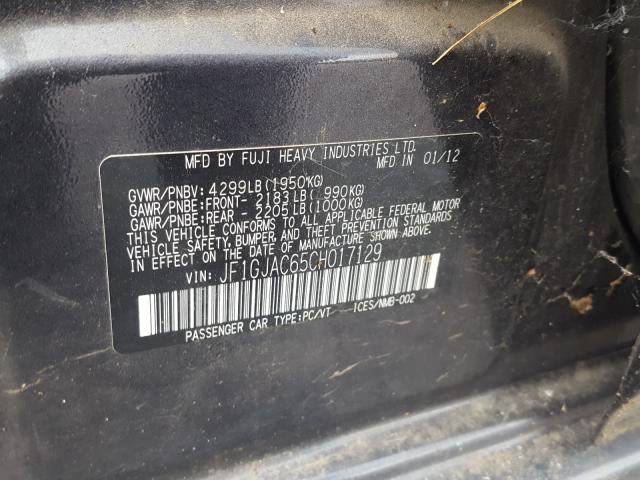 MFD BY FUJI HEAVY INDUSTRIES LTD.
MFD IN 01/12
GVWR/PNBV: 4299LB(1950KG)
GAWR/PNBE:FRONT- 2183LB( 990KG)
GAWR/PNBE:REAR - 2205LB(1000KG)
THIS VEHICLE CONFORMS TO ALL APPLICABLE FEDERAL MOTOR
VEHICLE SAFETY, BUMPER, AND THEFT PREVENTION STANDARDS
IN EFFECT ON THE DATE OF MANUFACTURE SHOWN ABOVE.
VIN: JF1GJAC65CH017129
PASSENGER CAR TYPE:PC/VT ICES/NMB-002